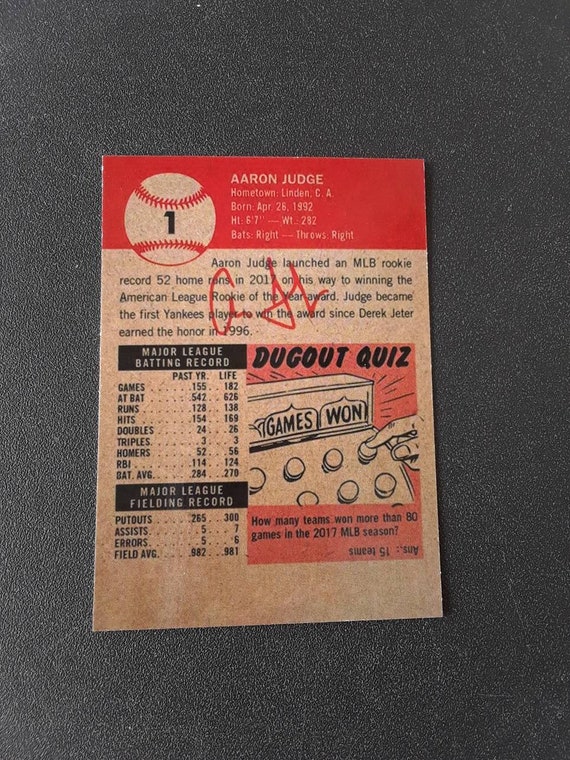 1
AARON JUDGE
Hometown: Linden, C. A.
Born: Apr. 26, 1992
Ht: 6'7" — Wt.: 282
Bats: Right — Throws: Right
Aaron Judge launched an MLB rookie
record 52 home runs in 2017 on his way to winning the
American League Rookie of the Year award. Judge became
the first Yankees player to win the award since Derek Jeter
earned the honor in 1996.
MAJOR LEAGUE
BATTING RECORD
PAST YR. LIFE
GAMES 155 182
AT BAT 542 626
RUNS 128 138
HITS 154 169
DOUBLES 24 26
TRIPLES 3 3
HOMERS 52 56
RBI 114 124
BAT. AVG. .284 .270
MAJOR LEAGUE
FIELDING RECORD
PUTOUTS 265 300
ASSISTS 5 7
ERRORS 5 6
FIELD AVG. .982 .981
DUGOUT QUIZ
GAMES WON
How many teams won more than 80
games in the 2017 MLB season?
Ans.: 15 teams